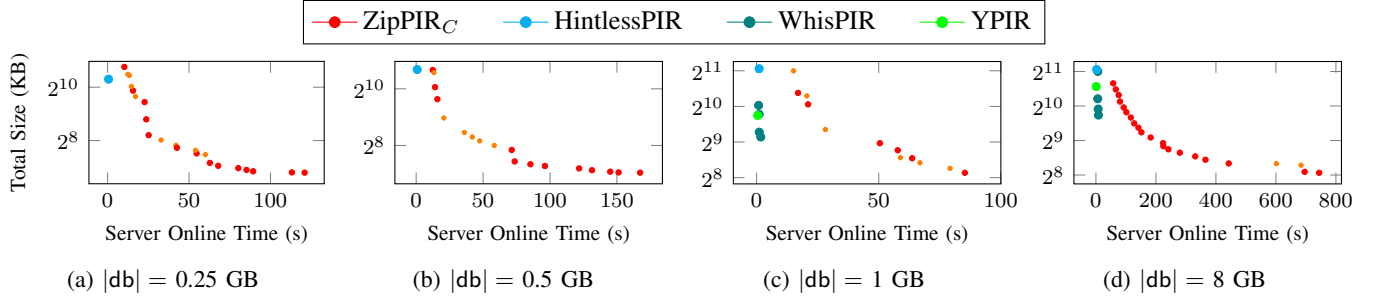 ZipPIR_C HintlessPIR WhisPIR YPIR
Total Size (KB)
2^10
2^8
0 50 100
Server Online Time (s)
(a) |db| = 0.25 GB
2^10
2^8
0 50 100 150
Server Online Time (s)
(b) |db| = 0.5 GB
2^11
2^10
2^9
2^8
0 50 100
Server Online Time (s)
(c) |db| = 1 GB
2^11
2^10
2^9
2^8
0 200 400 600 800
Server Online Time (s)
(d) |db| = 8 GB